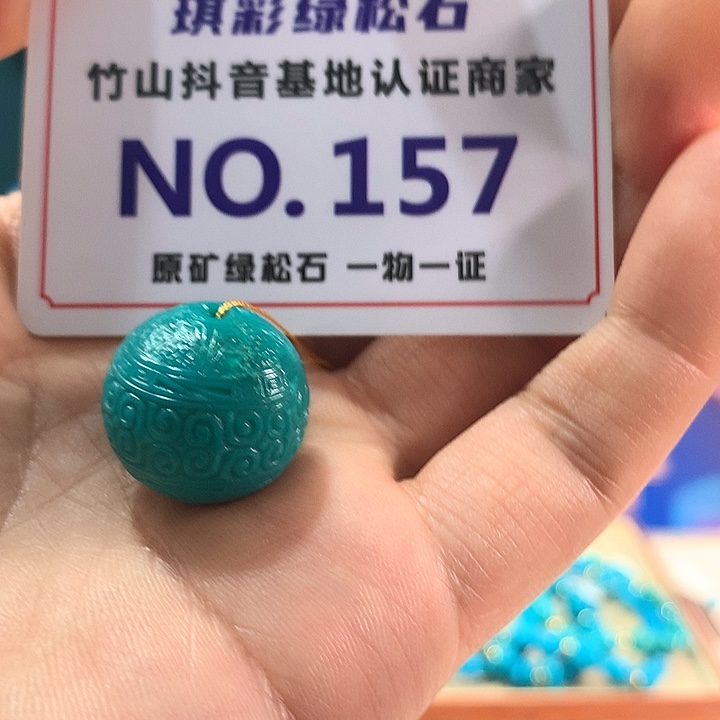 琪彩绿松石
竹山抖音基地认证商家
NO.157
原矿绿松石 一物一证